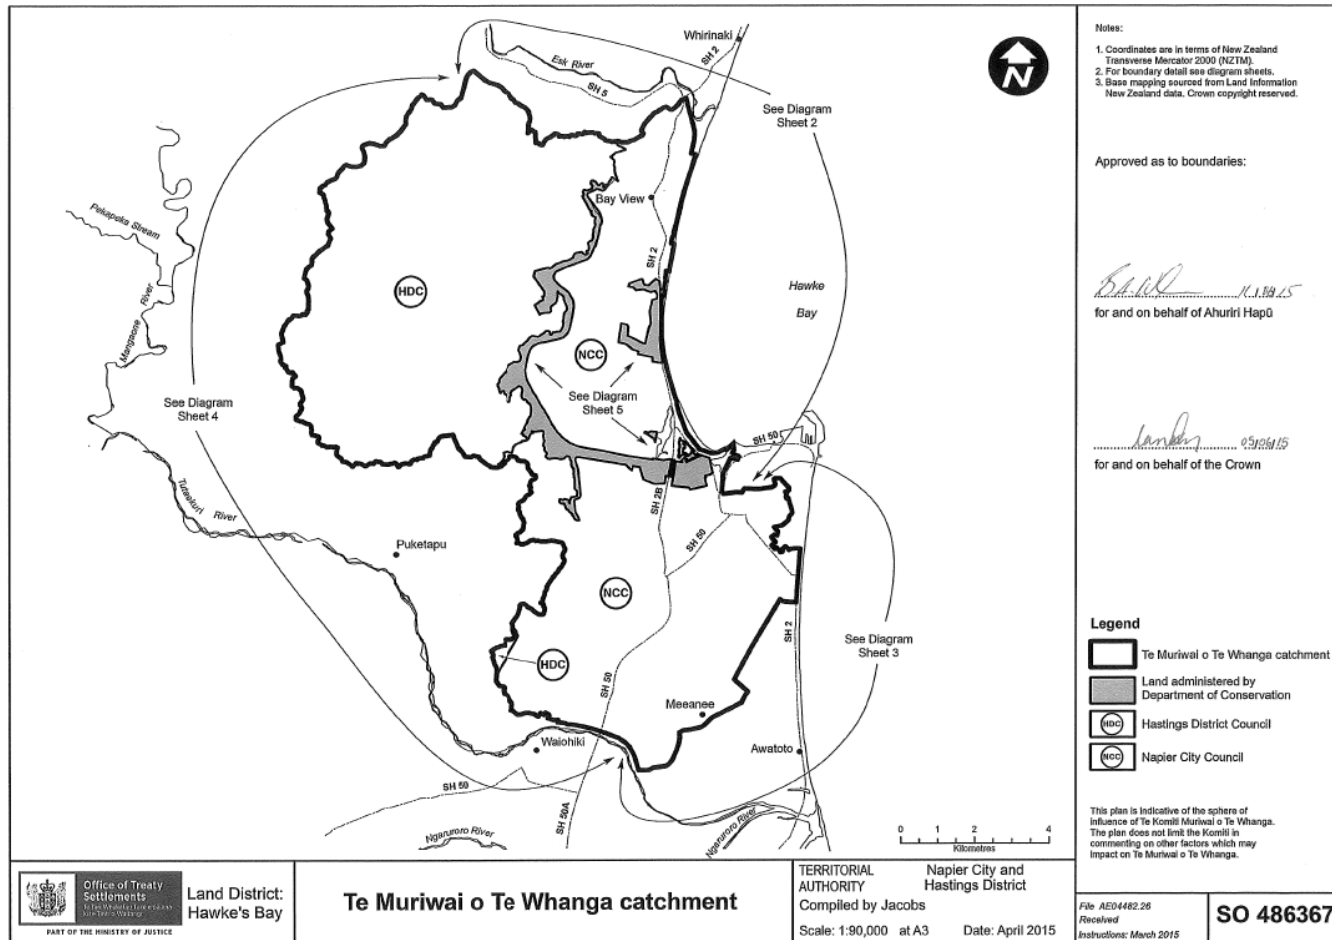 Whirinaki
SH 2
Esk River
SH 5
See Diagram
Sheet 2
Bay View
SH 2
Pekapeka Stream
Mangaone River
HDC
Hawke
Bay
NCC
See Diagram
Sheet 5
See Diagram
Sheet 4
SH 50
SH 2B
SH 50
Tutaekuri River
Puketapu
NCC
HDC
SH 2
See Diagram
Sheet 3
SH 50
Meeanee
Waiohiki
Awatoto
SH 50
SH 50A
Ngaruroro River
Ngaruroro River
0 1 2 3 4
Kilometres
N
Notes:
1. Coordinates are in terms of New Zealand
Transverse Mercator 2000 (NZTM).
2. For boundary detail see diagram sheets.
3. Base mapping sourced from Land Information
New Zealand data. Crown copyright reserved.
Approved as to boundaries:
for and on behalf of Ahuriri Hapū
for and on behalf of the Crown
Legend
Te Muriwai o Te Whanga catchment
Land administered by
Department of Conservation
HDC Hastings District Council
NCC Napier City Council
This plan is indicative of the sphere of
influence of Te Komiti Muriwai o Te Whanga.
The plan does not limit the Komiti in
commenting on other factors which may
impact on Te Muriwai o Te Whanga.
Office of Treaty
Settlements
PART OF THE MINISTRY OF JUSTICE
Land District:
Hawke's Bay
Te Muriwai o Te Whanga catchment
TERRITORIAL
AUTHORITY
Napier City and
Hastings District
Compiled by Jacobs
Scale: 1:90,000 at A3 Date: April 2015
File AE04482.26
Received
Instructions: March 2015
SO 486367